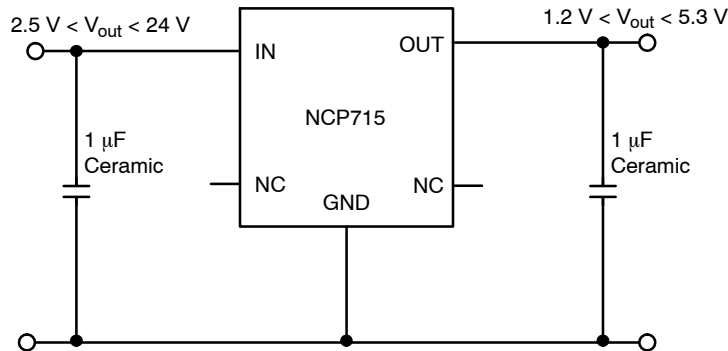 2.5 V < Vout < 24 V
1.2 V < Vout < 5.3 V
IN
OUT
NCP715
1 μF
Ceramic
1 μF
Ceramic
NC
NC
GND